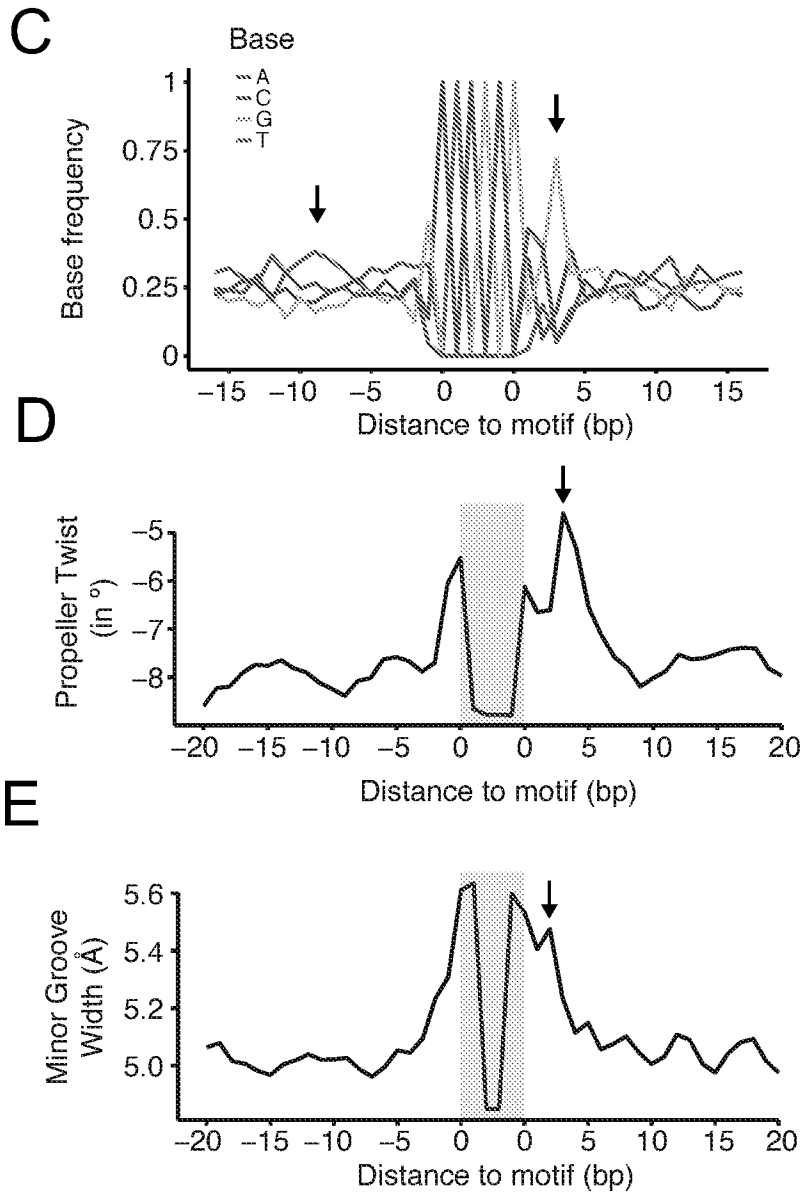 C
Base
A
C
G
T
1
0.75
0.5
0.25
0
Base frequency
−15 −10 −5 0 0 5 10 15
Distance to motif (bp)
D
Propeller Twist
(in º)
−5
−6
−7
−8
−20 −15 −10 −5 0 0 5 10 15 20
Distance to motif (bp)
E
Minor Groove
Width (Å)
5.6
5.4
5.2
5.0
−20 −15 −10 −5 0 0 5 10 15 20
Distance to motif (bp)